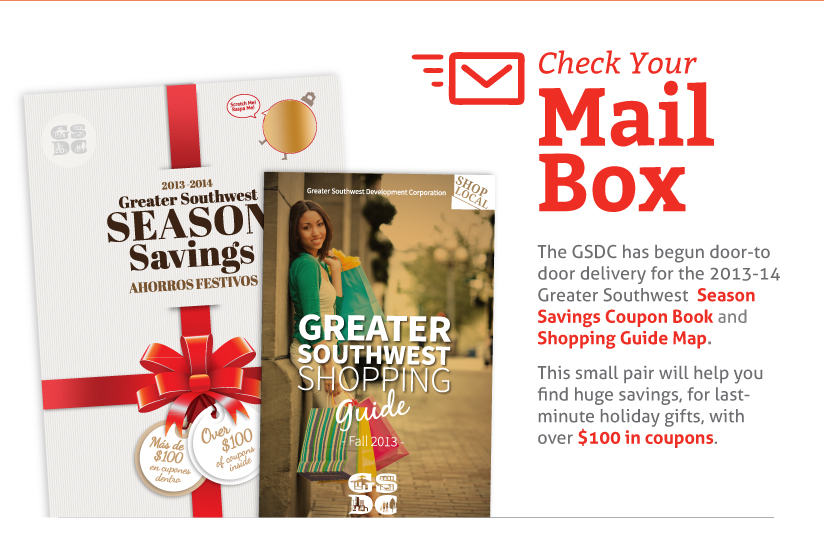 Check Your
Mail
Box
The GSDC has begun door-to
door delivery for the 2013-14
Greater Southwest Season
Savings Coupon Book and
Shopping Guide Map.
This small pair will help you
find huge savings, for last-
minute holiday gifts, with
over $100 in coupons.
GS
DC
Scratch Me!
Raspa Me!
2013-2014
Greater Southwest
SEASON
Savings
AHORROS FESTIVOS
Más de
$100
en cupones
dentro
Over
$100
of coupons
inside
Greater Southwest Development Corporation
SHOP
LOCAL
GREATER
SOUTHWEST
SHOPPING
Guide
- Fall 2013 -
GS
DC